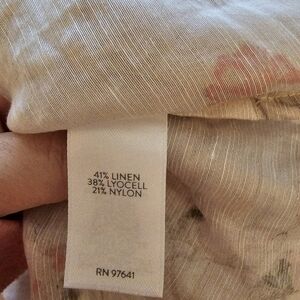 41% LINEN
38% LYOCELL
21% NYLON
RN 97641